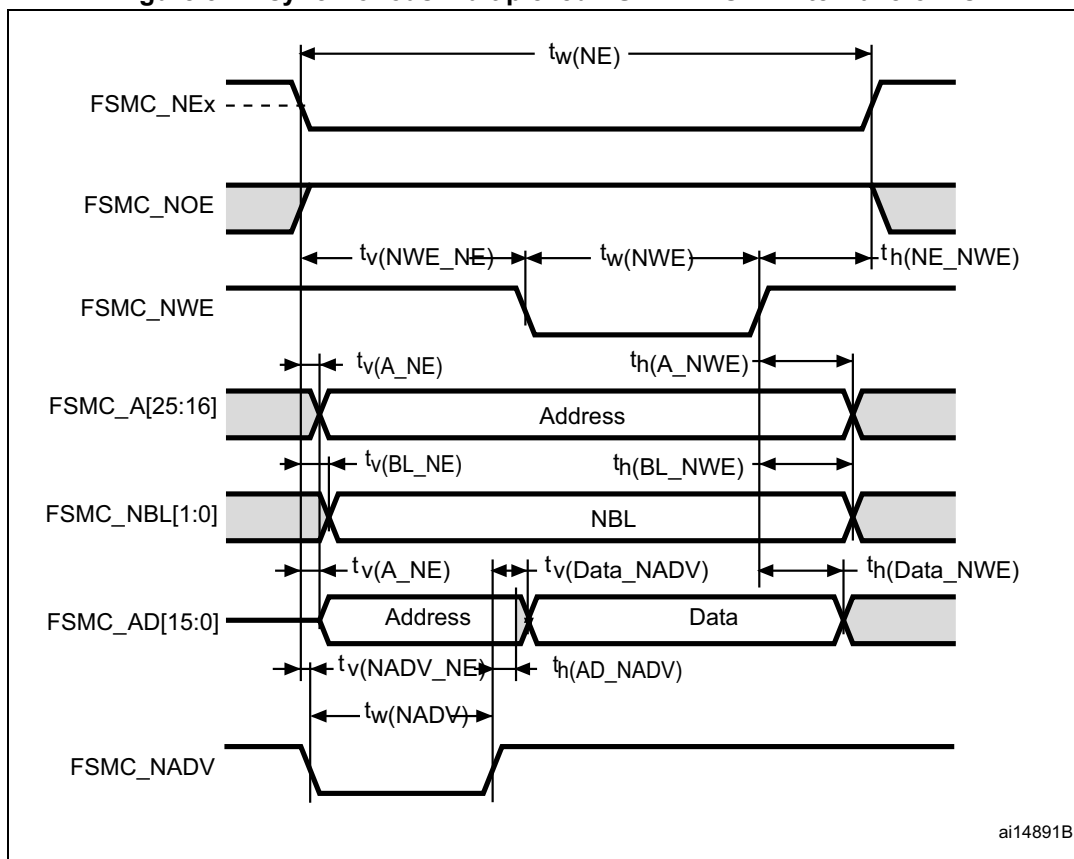 tw(NE)
FSMC_NEx
FSMC_NOE
tv(NWE_NE) tw(NWE) th(NE_NWE)
FSMC_NWE
tv(A_NE) th(A_NWE)
FSMC_A[25:16] Address
tv(BL_NE) th(BL_NWE)
FSMC_NBL[1:0] NBL
tv(A_NE) tv(Data_NADV) th(Data_NWE)
FSMC_AD[15:0] Address Data
tv(NADV_NE) th(AD_NADV)
tw(NADV)
FSMC_NADV
ai14891B